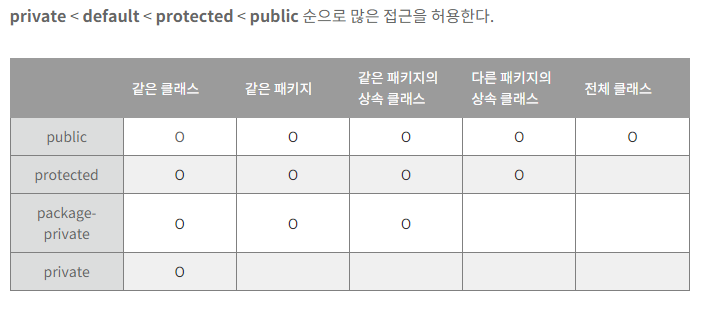 private < default < protected < public 순으로 많은 접근을 허용한다.
같은 클래스 같은 패키지 같은 패키지의 상속 클래스 다른 패키지의 상속 클래스 전체 클래스
public O O O O O
protected O O O O
package-private O O O
private O